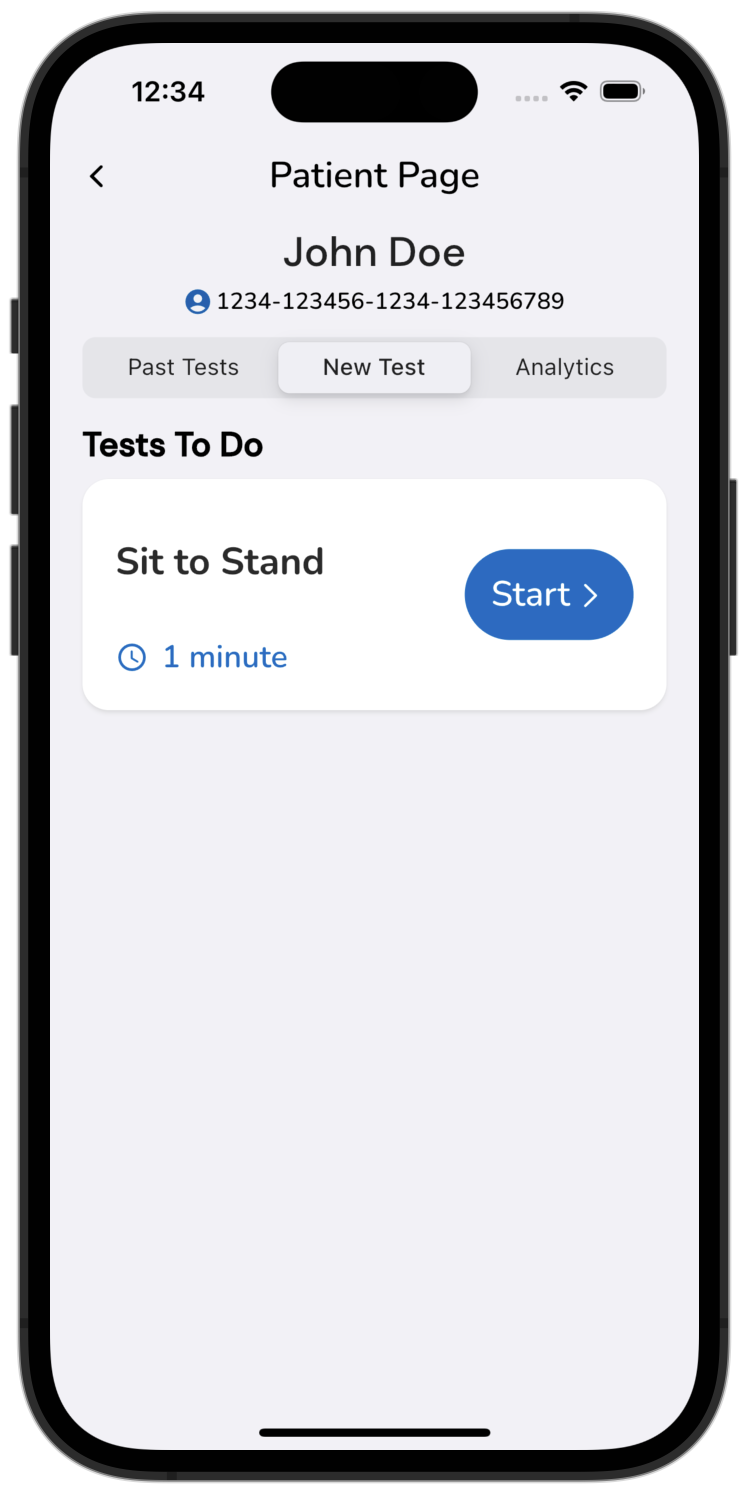 12:34
Patient Page
John Doe
1234-123456-1234-123456789
Past Tests New Test Analytics
Tests To Do
Sit to Stand
Start
1 minute